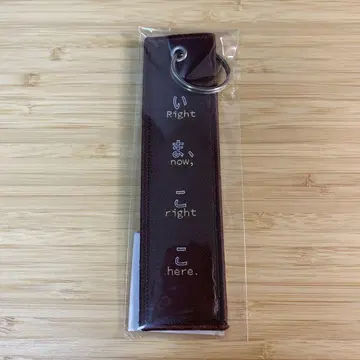 い
Right
ま、
now,
こ
right
こ
here.